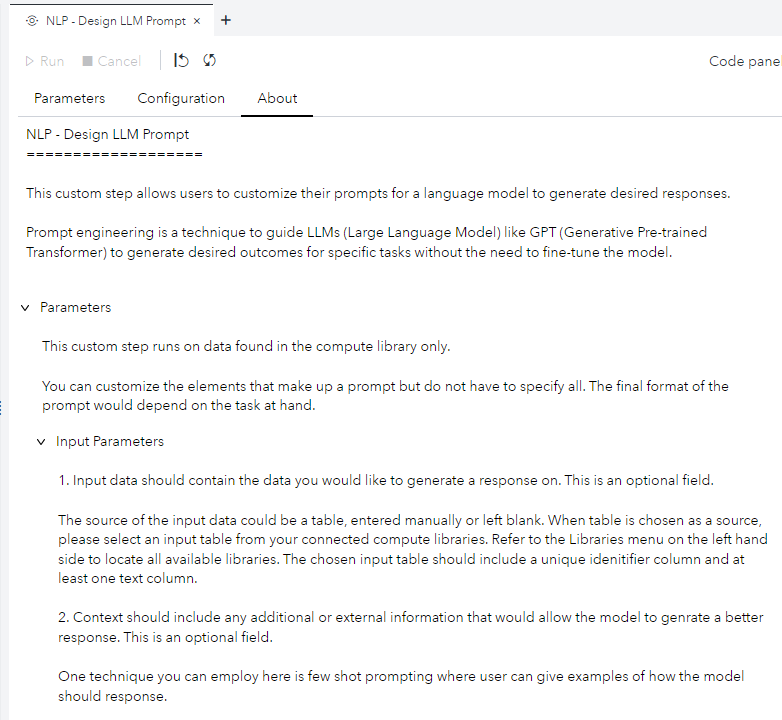 NLP - Design LLM Prompt × +
Run Cancel
Code pane
Parameters Configuration About
NLP - Design LLM Prompt
===================
This custom step allows users to customize their prompts for a language model to generate desired responses.
Prompt engineering is a technique to guide LLMs (Large Language Model) like GPT (Generative Pre-trained
Transformer) to generate desired outcomes for specific tasks without the need to fine-tune the model.
Parameters
This custom step runs on data found in the compute library only.
You can customize the elements that make up a prompt but do not have to specify all. The final format of the
prompt would depend on the task at hand.
Input Parameters
1. Input data should contain the data you would like to generate a response on. This is an optional field.
The source of the input data could be a table, entered manually or left blank. When table is chosen as a source,
please select an input table from your connected compute libraries. Refer to the Libraries menu on the left hand
side to locate all available libraries. The chosen input table should include a unique idenitifier column and at
least one text column.
2. Context should include any additional or external information that would allow the model to genrate a better
response. This is an optional field.
One technique you can employ here is few shot prompting where user can give examples of how the model
should response.